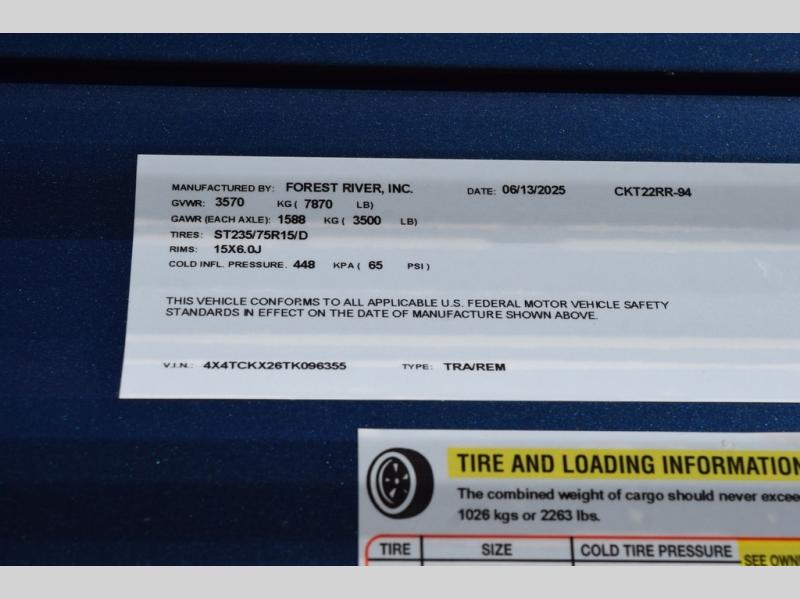 MANUFACTURED BY: FOREST RIVER, INC. DATE: 06/13/2025 CKT22RR-94
GVWR: 3570 KG ( 7870 LB)
GAWR (EACH AXLE): 1588 KG ( 3500 LB)
TIRES: ST235/75R15/D
RIMS: 15X6.0J
COLD INFL. PRESSURE. 448 KPA ( 65 PSI )
THIS VEHICLE CONFORMS TO ALL APPLICABLE U.S. FEDERAL MOTOR VEHICLE SAFETY
STANDARDS IN EFFECT ON THE DATE OF MANUFACTURE SHOWN ABOVE.
V.I.N.: 4X4TCKX26TK096355 TYPE: TRA/REM
TIRE AND LOADING INFORMATION
The combined weight of cargo should never excee
1026 kgs or 2263 lbs.
TIRE SIZE COLD TIRE PRESSURE SEE OWN